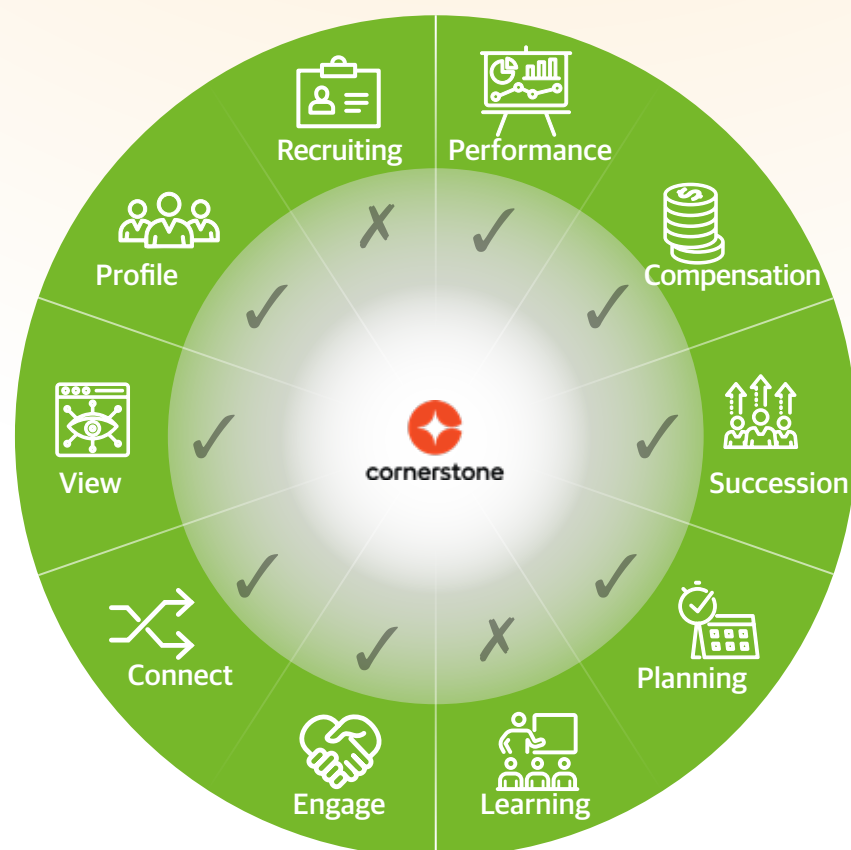 Recruiting
Performance
✗
✓
Profile
Compensation
✓
✓
$
View
✓
cornerstone
✓
Succession
Connect
✓
✓
Planning
Engage
✓
✗
Learning